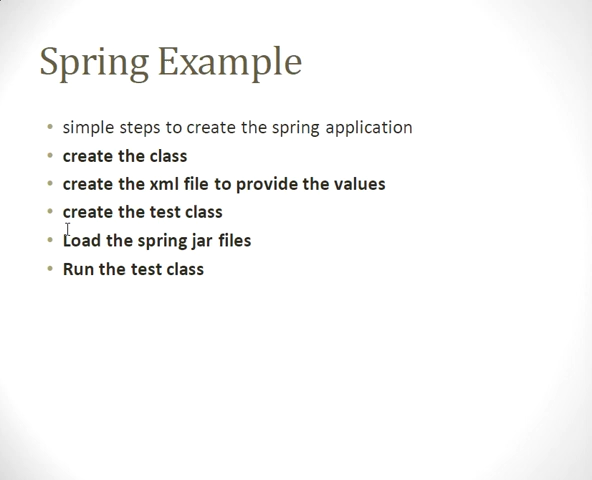 Spring Example
• simple steps to create the spring application
• create the class
• create the xml file to provide the values
• create the test class
• Load the spring jar files
• Run the test class